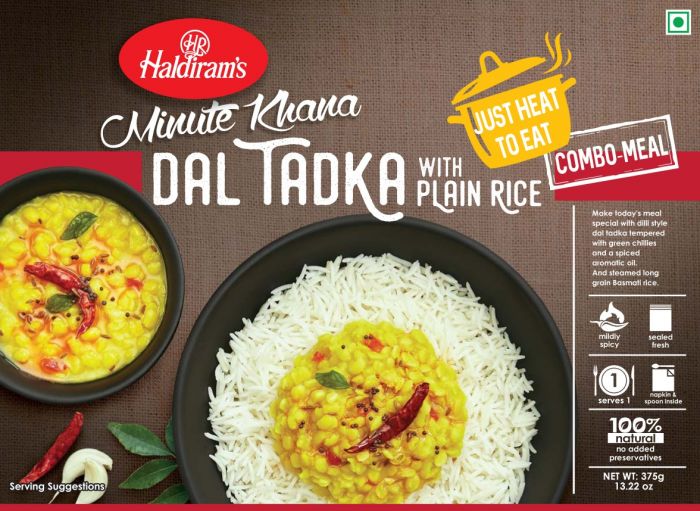 HR
Haldiram's
Minute Khana
DAL TADKA WITH PLAIN RICE
JUST HEAT
TO EAT
COMBO-MEAL
Make today's meal
special with dilli style
dal tadka tempered
with green chillies
and a spiced
aromatic oil.
And steamed long
grain Basmati rice.
mildly
spicy
sealed
fresh
1
serves 1
napkin &
spoon inside
100%
natural
no added
preservatives
NET WT: 375g
13.22 oz
Serving Suggestions